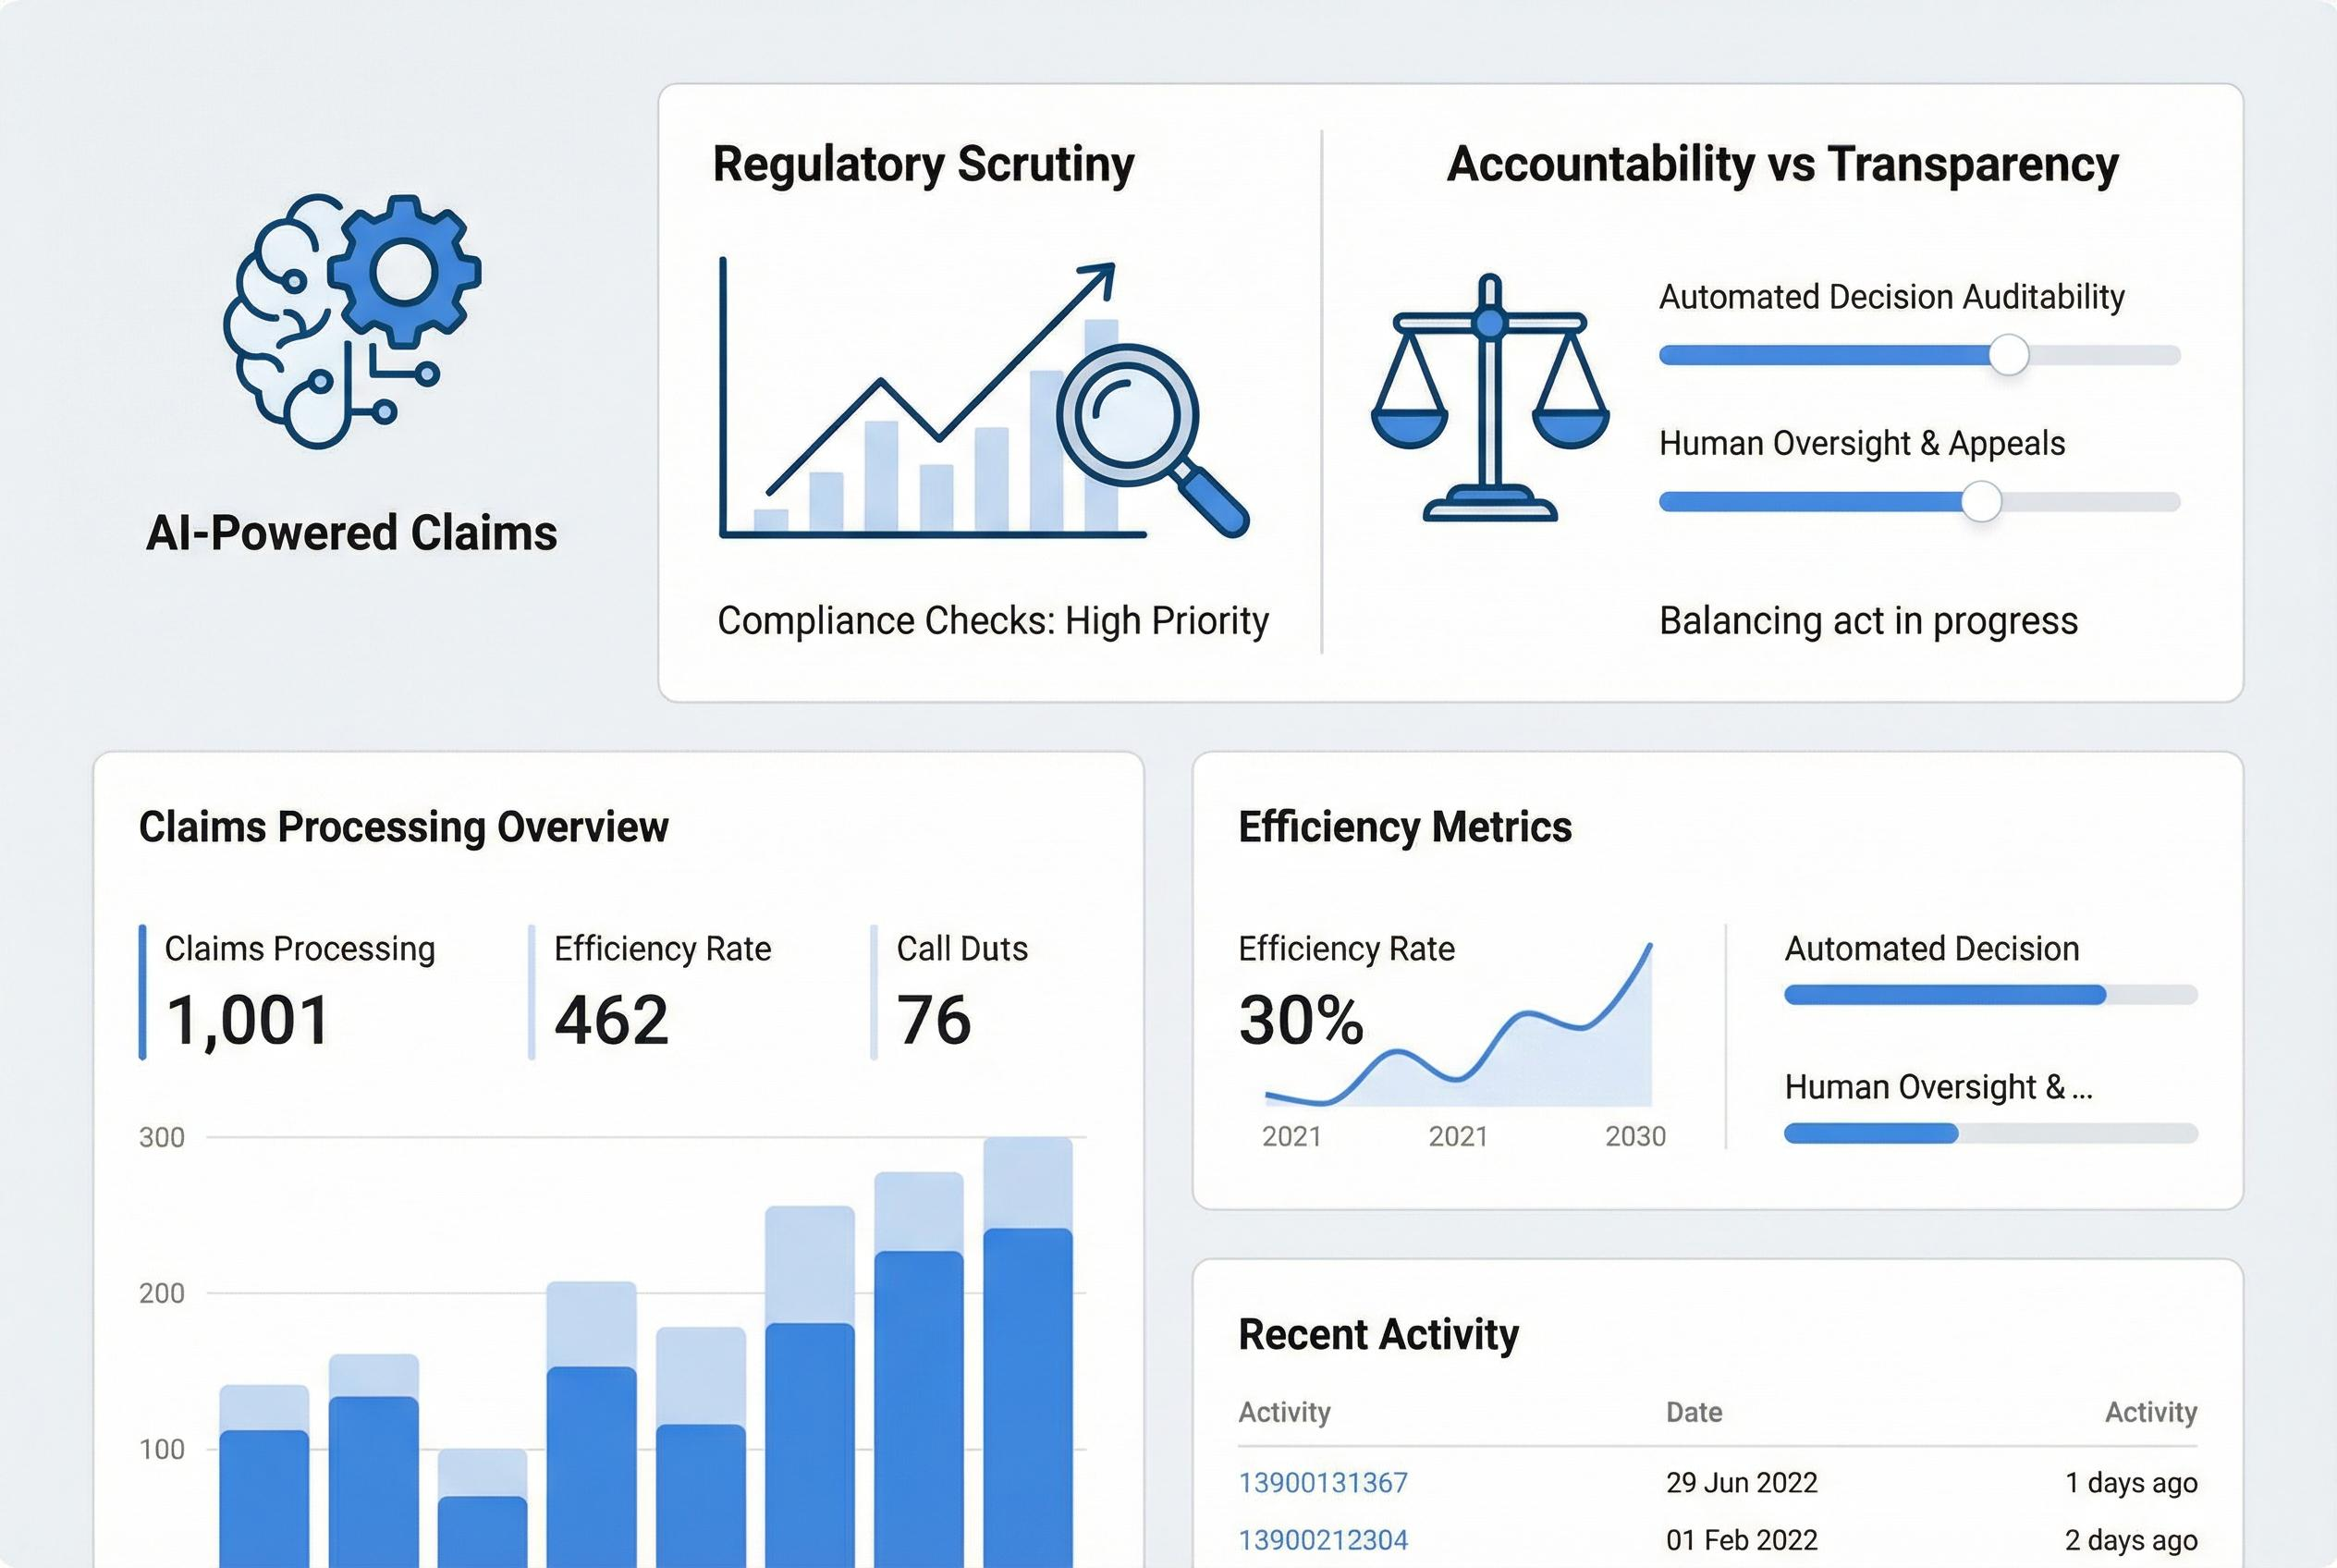 AI-Powered Claims
Regulatory Scrutiny
Compliance Checks: High Priority
Accountability vs Transparency
Automated Decision Auditability
Human Oversight & Appeals
Balancing act in progress
Claims Processing Overview
Claims Processing
1,001
Efficiency Rate
462
Call Duts
76
300
200
100
Efficiency Metrics
Efficiency Rate
30%
2021 2021 2030
Automated Decision
Human Oversight & ...
Recent Activity
Activity Date Activity
13900131367 29 Jun 2022 1 days ago
13900212304 01 Feb 2022 2 days ago